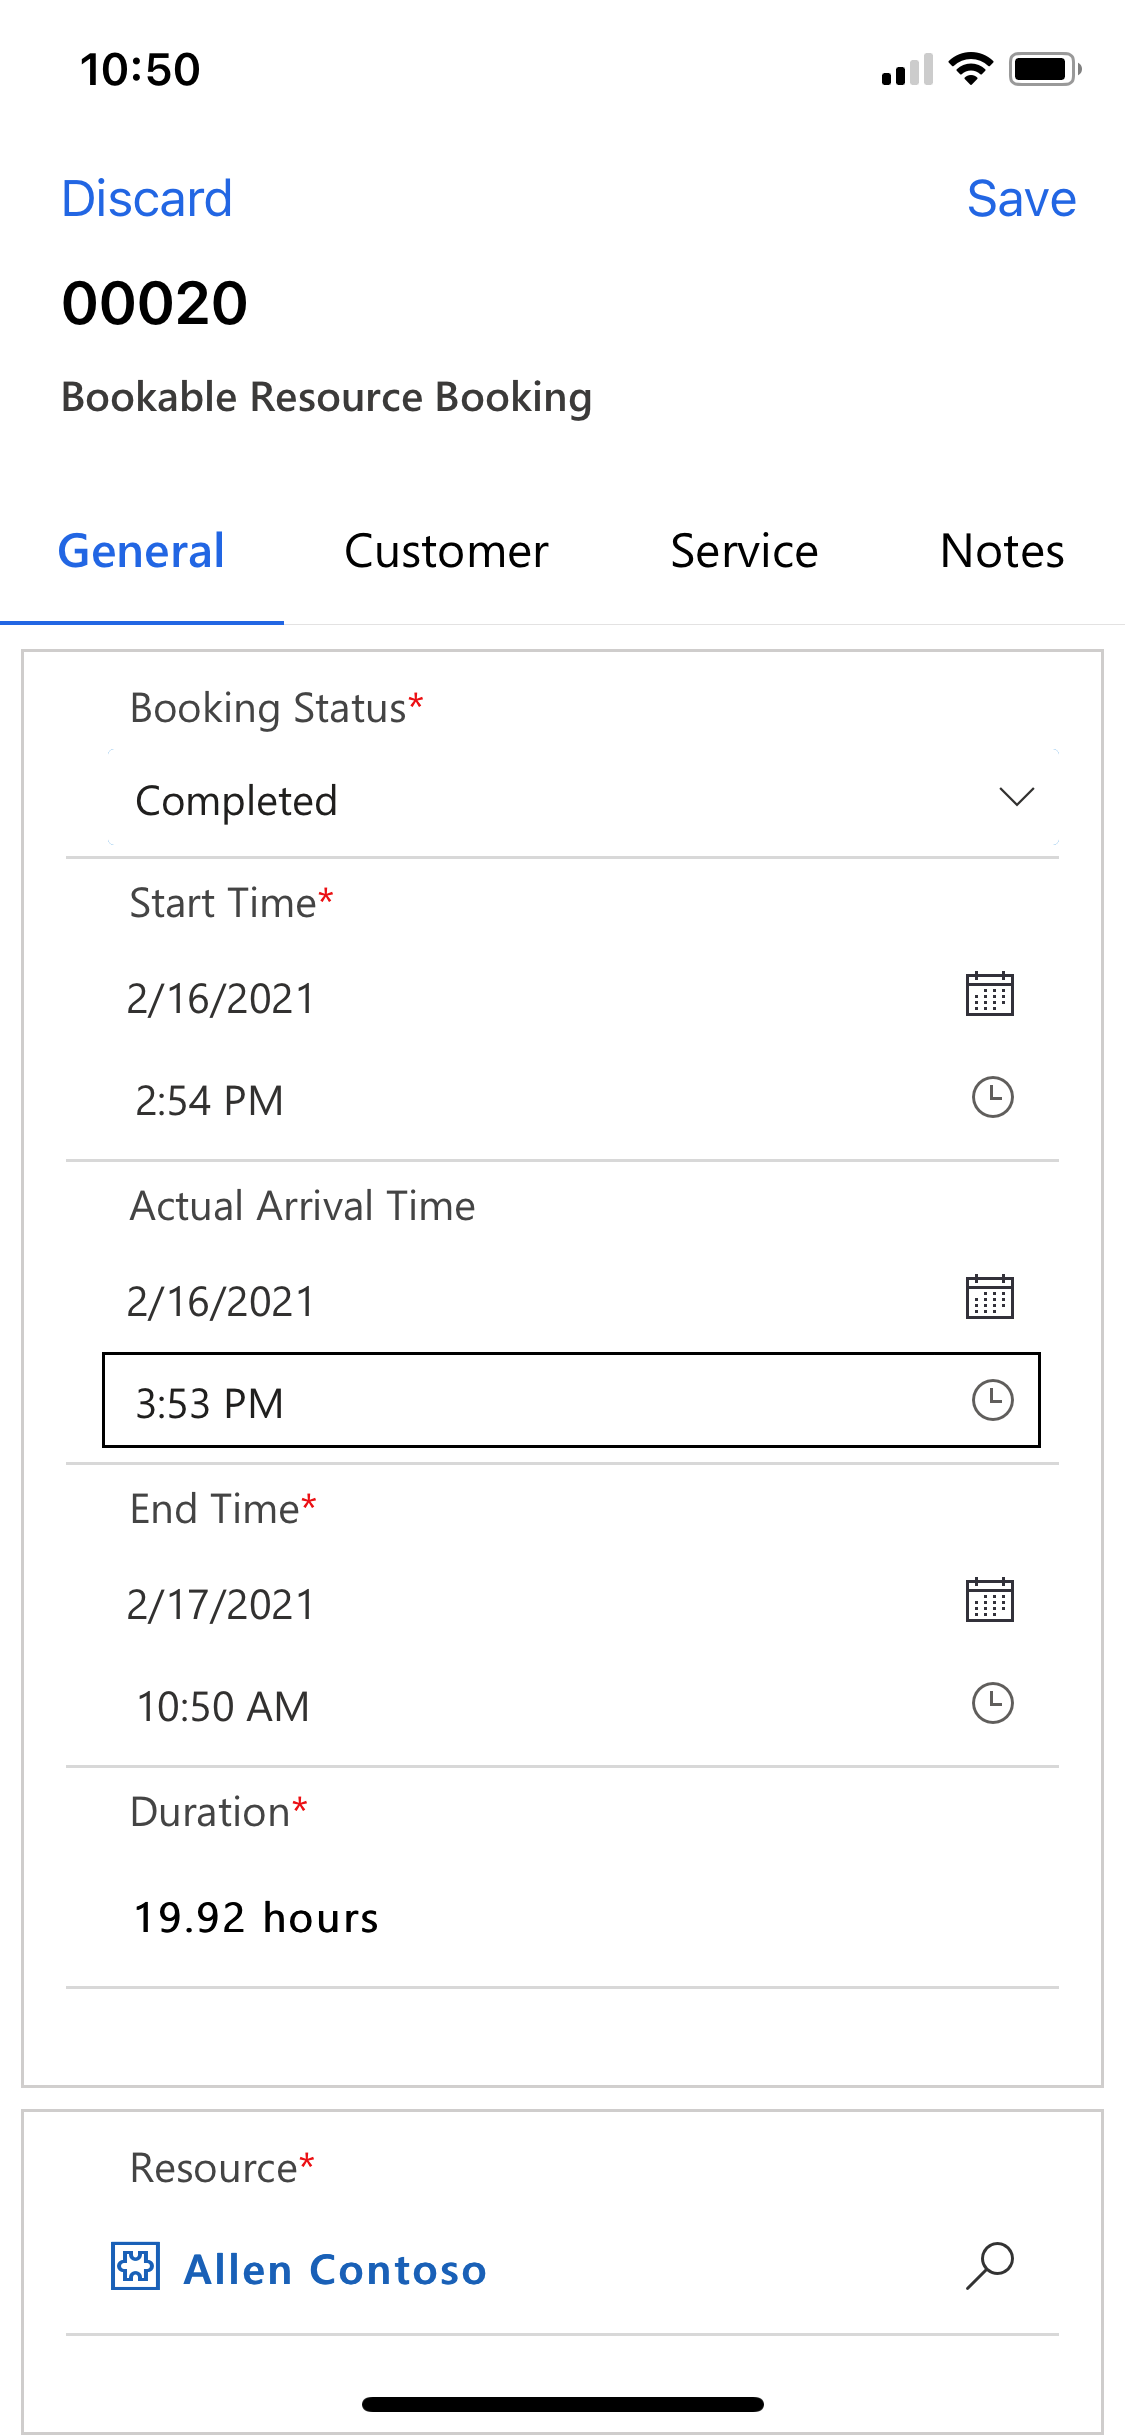 10:50
Discard Save
00020
Bookable Resource Booking
General Customer Service Notes
Booking Status*
Completed
Start Time*
2/16/2021
2:54 PM
Actual Arrival Time
2/16/2021
3:53 PM
End Time*
2/17/2021
10:50 AM
Duration*
19.92 hours
Resource*
Allen Contoso